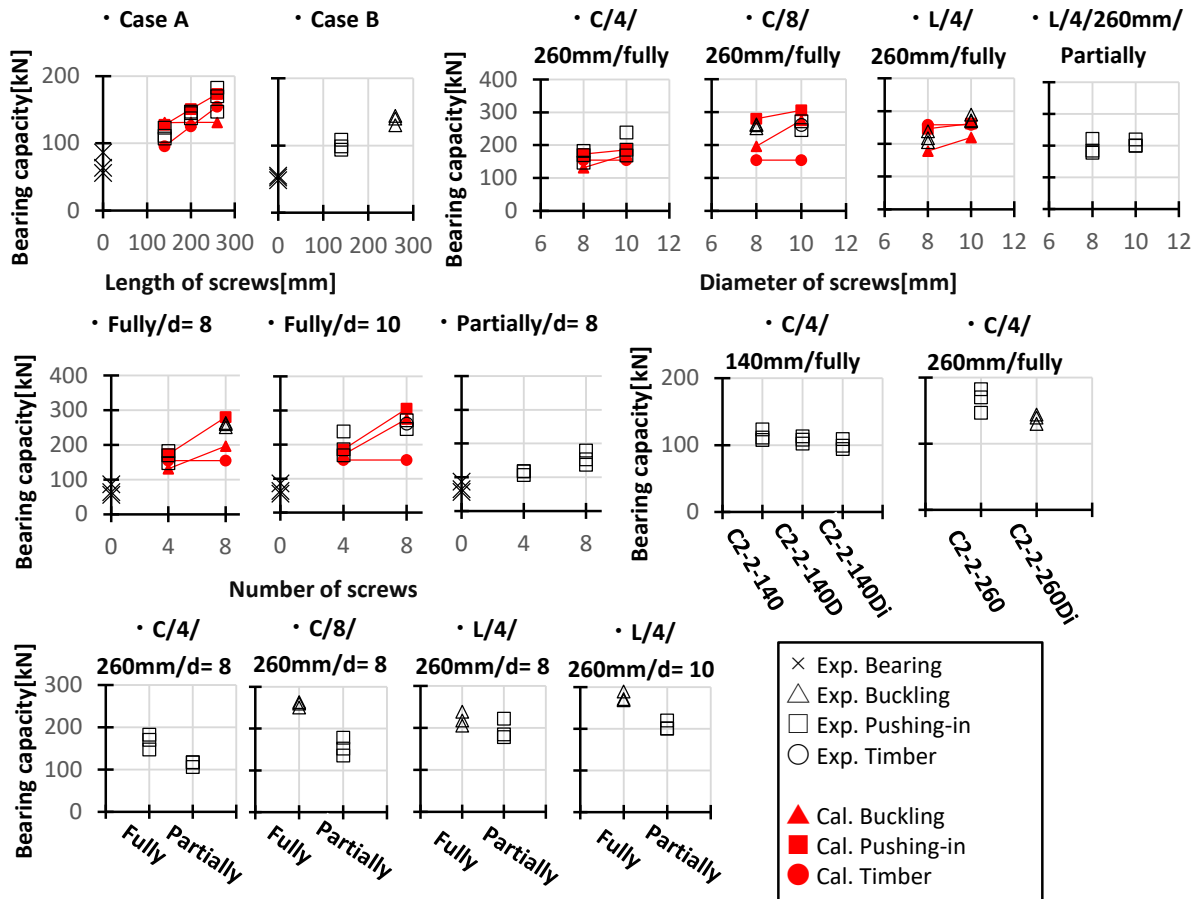 ・ Case A
・ Case B
・ C/4/
260mm/fully
・ C/8/
260mm/fully
・ L/4/
260mm/fully
・ L/4/260mm/
Partially
Bearing capacity[kN]
200
100
0
0 100 200 300
0 100 200 300
Length of screws[mm]
Bearing capacity[kN]
400
300
200
100
0
6 8 10 12
6 8 10 12
6 8 10 12
6 8 10 12
Diameter of screws[mm]
・ Fully/d= 8
・ Fully/d= 10
・ Partially/d= 8
Bearing capacity[kN]
400
300
200
100
0
0 4 8
0 4 8
0 4 8
Number of screws
・ C/4/
140mm/fully
・ C/4/
260mm/fully
Bearing capacity[kN]
200
100
0
C2-2-140
C2-2-140D
C2-2-140Di
C2-2-260
C2-2-260Di
・ C/4/
260mm/d= 8
・ C/8/
260mm/d= 8
・ L/4/
260mm/d= 8
・ L/4/
260mm/d= 10
Bearing capacity[kN]
300
200
100
0
Fully
Partially
Fully
Partially
Fully
Partially
Fully
Partially
Exp. Bearing
Exp. Buckling
Exp. Pushing-in
Exp. Timber
Cal. Buckling
Cal. Pushing-in
Cal. Timber